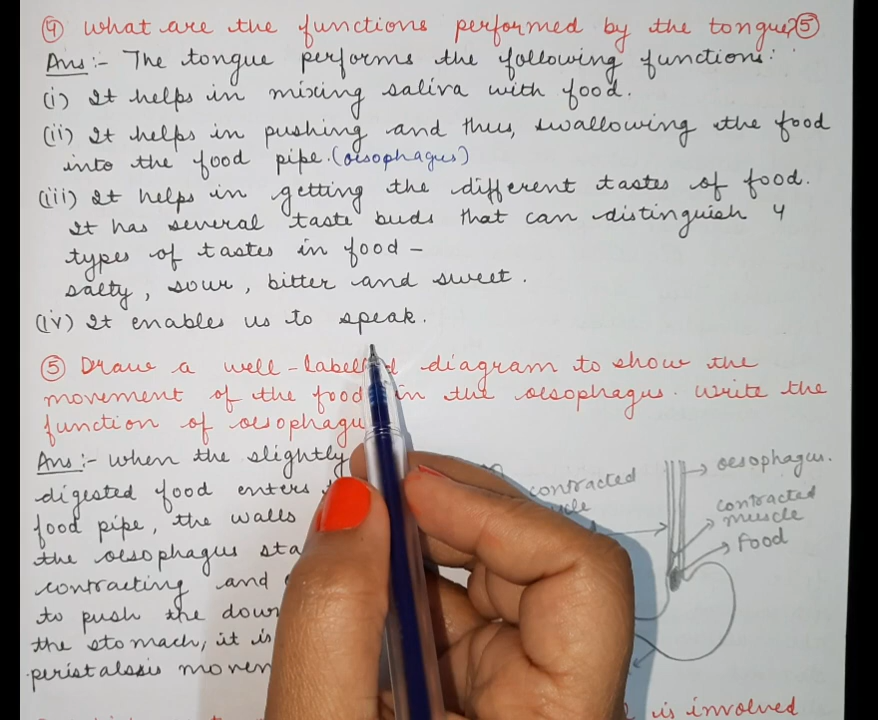 ④ What are the functions performed by the tongue? ⑤
Ans :- The tongue performs the following functions:
(i) It helps in mixing saliva with food.
(ii) It helps in pushing and thus, swallowing the food
into the food pipe. (oesophagus)
(iii) It helps in getting the different tastes of food.
It has several taste buds that can distinguish 4
types of tastes in food -
salty, sour, bitter and sweet.
(iv) It enables us to speak.
⑤ Draw a well-labelled diagram to show the
movement of the food in the oesophagus. Write the
function of oesophagu
Ans :- When the slightly
digested food enters
food pipe, the walls
the oesophagus sta
contracting and
to push the down
the stomach, it is
peristalsis movem
contracted
oesophagus.
contracted
muscle
Food
is involved